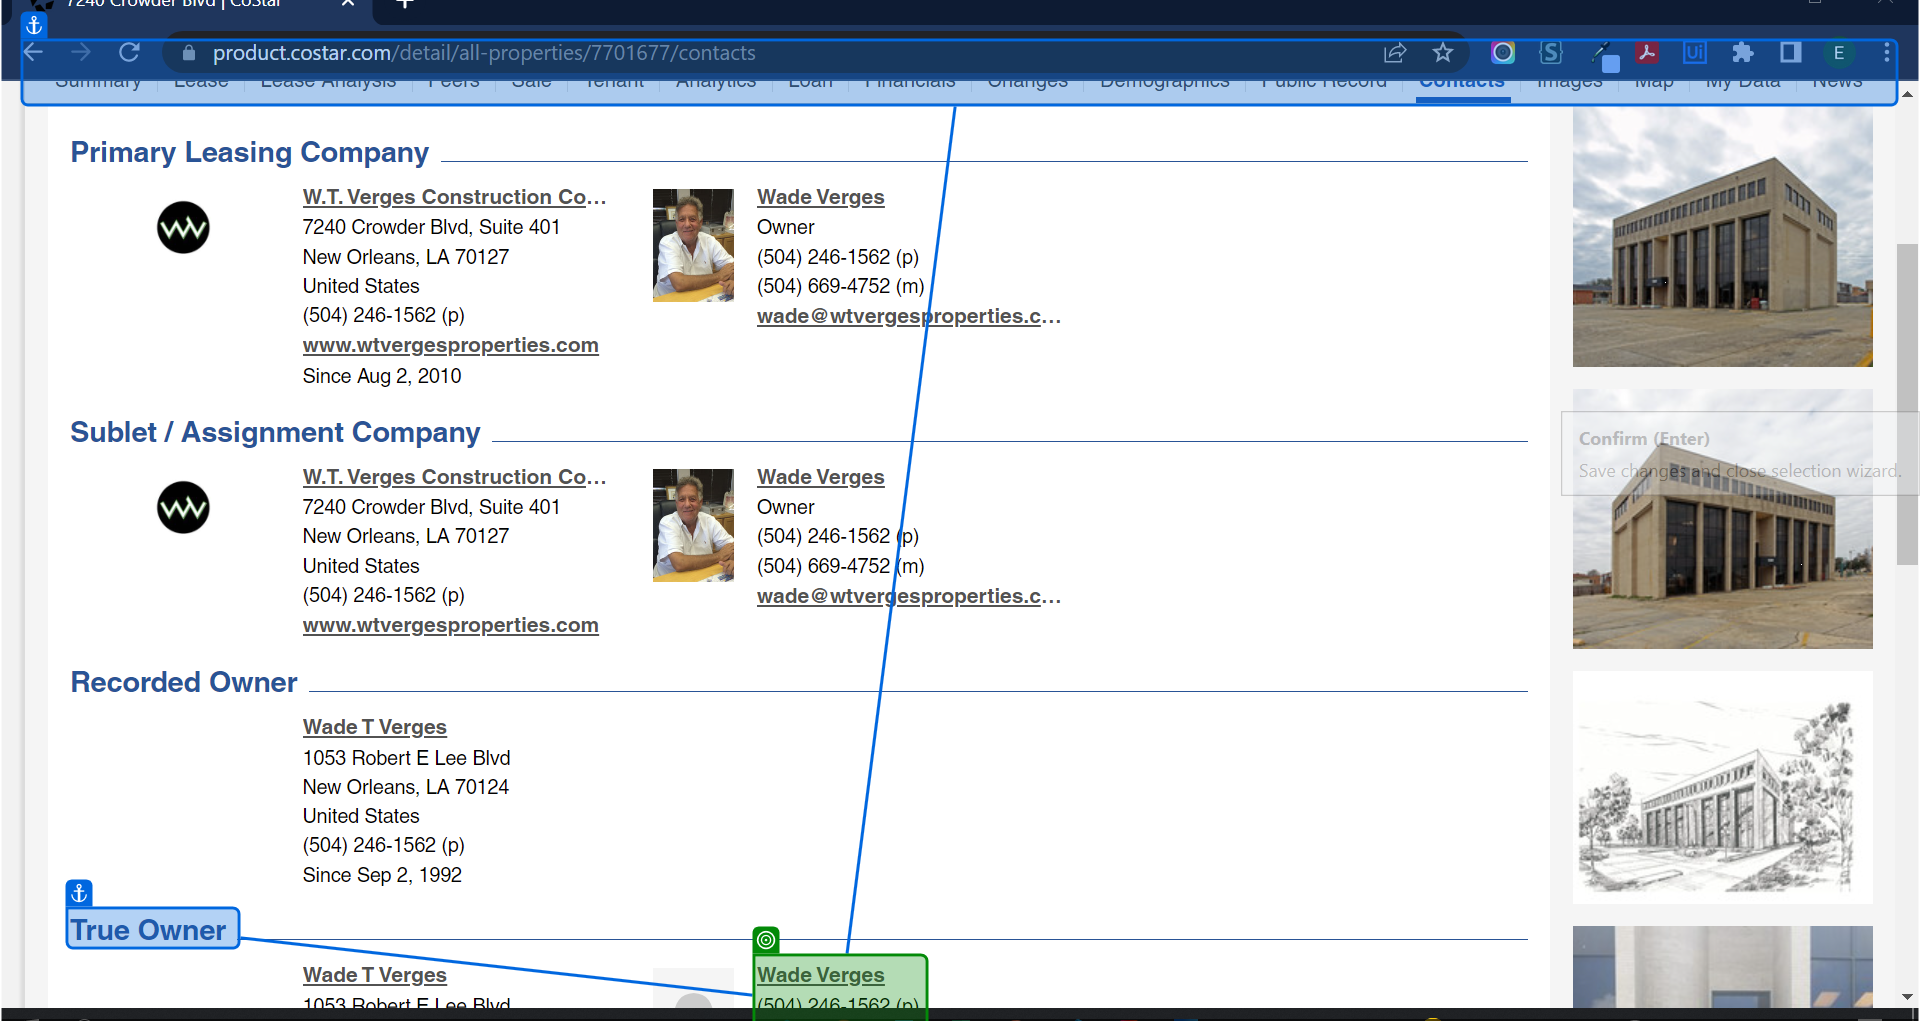 7240 Crowder Blvd | CoStar
product.costar.com/detail/all-properties/7701677/contacts
E
Summary Lease Lease Analysis Peers Sale Tenant Analytics Loan Financials Changes Demographics Public Record Contacts Images Map My Data News
Primary Leasing Company
W.T. Verges Construction Co...
7240 Crowder Blvd, Suite 401
New Orleans, LA 70127
United States
(504) 246-1562 (p)
www.wtvergesproperties.com
Since Aug 2, 2010
Wade Verges
Owner
(504) 246-1562 (p)
(504) 669-4752 (m)
wade@wtvergesproperties.c...
Sublet / Assignment Company
W.T. Verges Construction Co...
7240 Crowder Blvd, Suite 401
New Orleans, LA 70127
United States
(504) 246-1562 (p)
www.wtvergesproperties.com
Wade Verges
Owner
(504) 246-1562 (p)
(504) 669-4752 (m)
wade@wtvergesproperties.c...
Confirm (Enter)
Save changes and close selection wizard.
Recorded Owner
Wade T Verges
1053 Robert E Lee Blvd
New Orleans, LA 70124
United States
(504) 246-1562 (p)
Since Sep 2, 1992
True Owner
Wade T Verges
1053 Robert E Lee Blvd
Wade Verges
(504) 246-1562 (p)